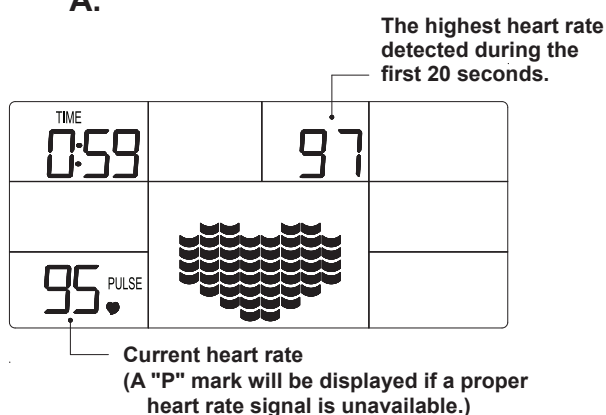 A.
The highest heart rate
detected during the
first 20 seconds.
TIME
0:59
97
95 PULSE
Current heart rate
(A "P" mark will be displayed if a proper
heart rate signal is unavailable.)